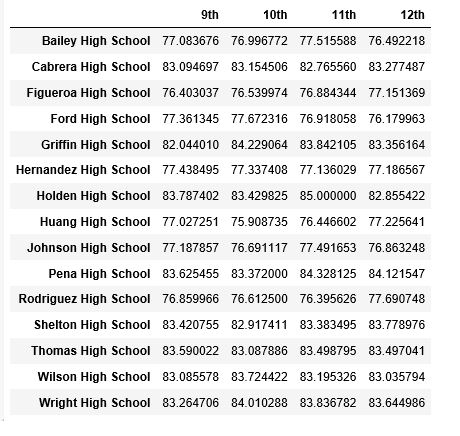 9th 10th 11th 12th
Bailey High School 77.083676 76.996772 77.515588 76.492218
Cabrera High School 83.094697 83.154506 82.765560 83.277487
Figueroa High School 76.403037 76.539974 76.884344 77.151369
Ford High School 77.361345 77.672316 76.918058 76.179963
Griffin High School 82.044010 84.229064 83.842105 83.356164
Hernandez High School 77.438495 77.337408 77.136029 77.186567
Holden High School 83.787402 83.429825 85.000000 82.855422
Huang High School 77.027251 75.908735 76.446602 77.225641
Johnson High School 77.187857 76.691117 77.491653 76.863248
Pena High School 83.625455 83.372000 84.328125 84.121547
Rodriguez High School 76.859966 76.612500 76.395626 77.690748
Shelton High School 83.420755 82.917411 83.383495 83.778976
Thomas High School 83.590022 83.087886 83.498795 83.497041
Wilson High School 83.085578 83.724422 83.195326 83.035794
Wright High School 83.264706 84.010288 83.836782 83.644986